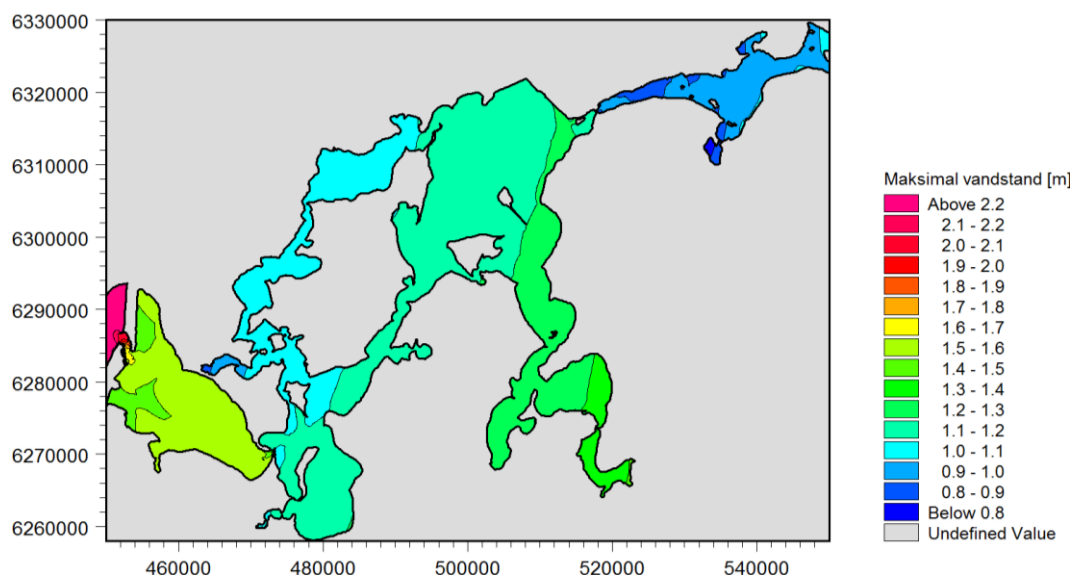 6330000
6320000
6310000
6300000
6290000
6280000
6270000
6260000
460000 480000 500000 520000 540000
Maksimal vandstand [m]
Above 2.2
2.1 - 2.2
2.0 - 2.1
1.9 - 2.0
1.8 - 1.9
1.7 - 1.8
1.6 - 1.7
1.5 - 1.6
1.4 - 1.5
1.3 - 1.4
1.2 - 1.3
1.1 - 1.2
1.0 - 1.1
0.9 - 1.0
0.8 - 0.9
Below 0.8
Undefined Value